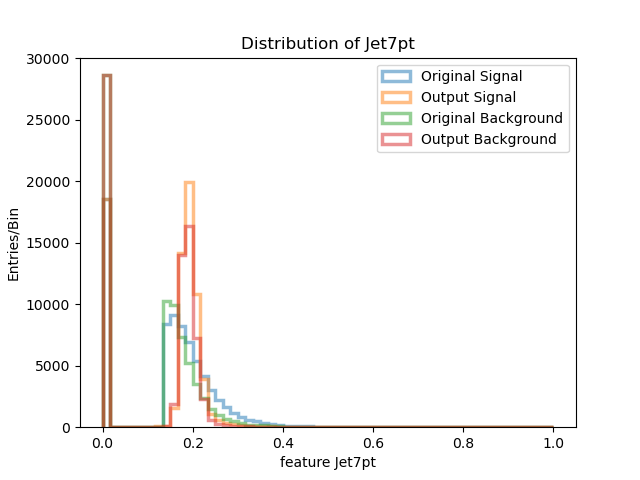 Distribution of Jet7pt
Original Signal
Output Signal
Original Background
Output Background
Entries/Bin
30000
25000
20000
15000
10000
5000
0
0.0 0.2 0.4 0.6 0.8 1.0
feature Jet7pt